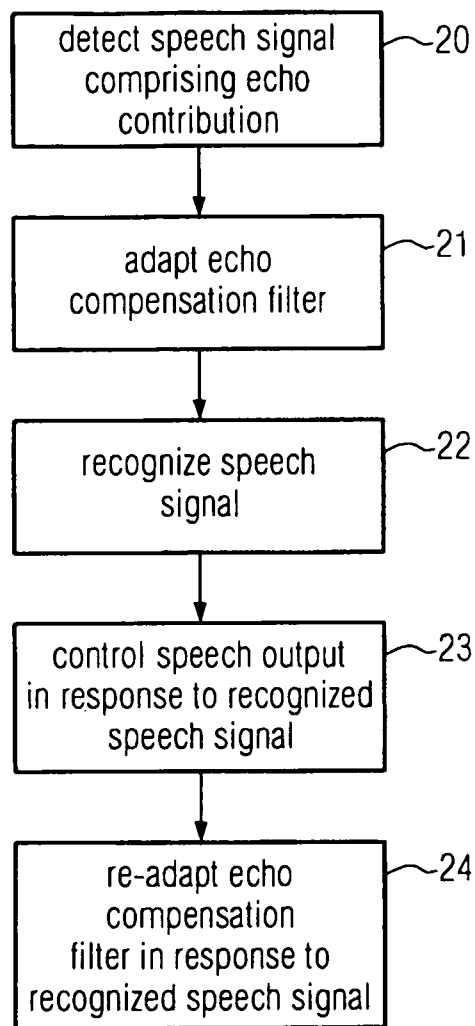 detect speech signal
comprising echo
contribution
20
adapt echo
compensation filter
21
recognize speech
signal
22
control speech output
in response to recognized
speech signal
23
re-adapt echo
compensation
filter in response to
recognized speech signal
24